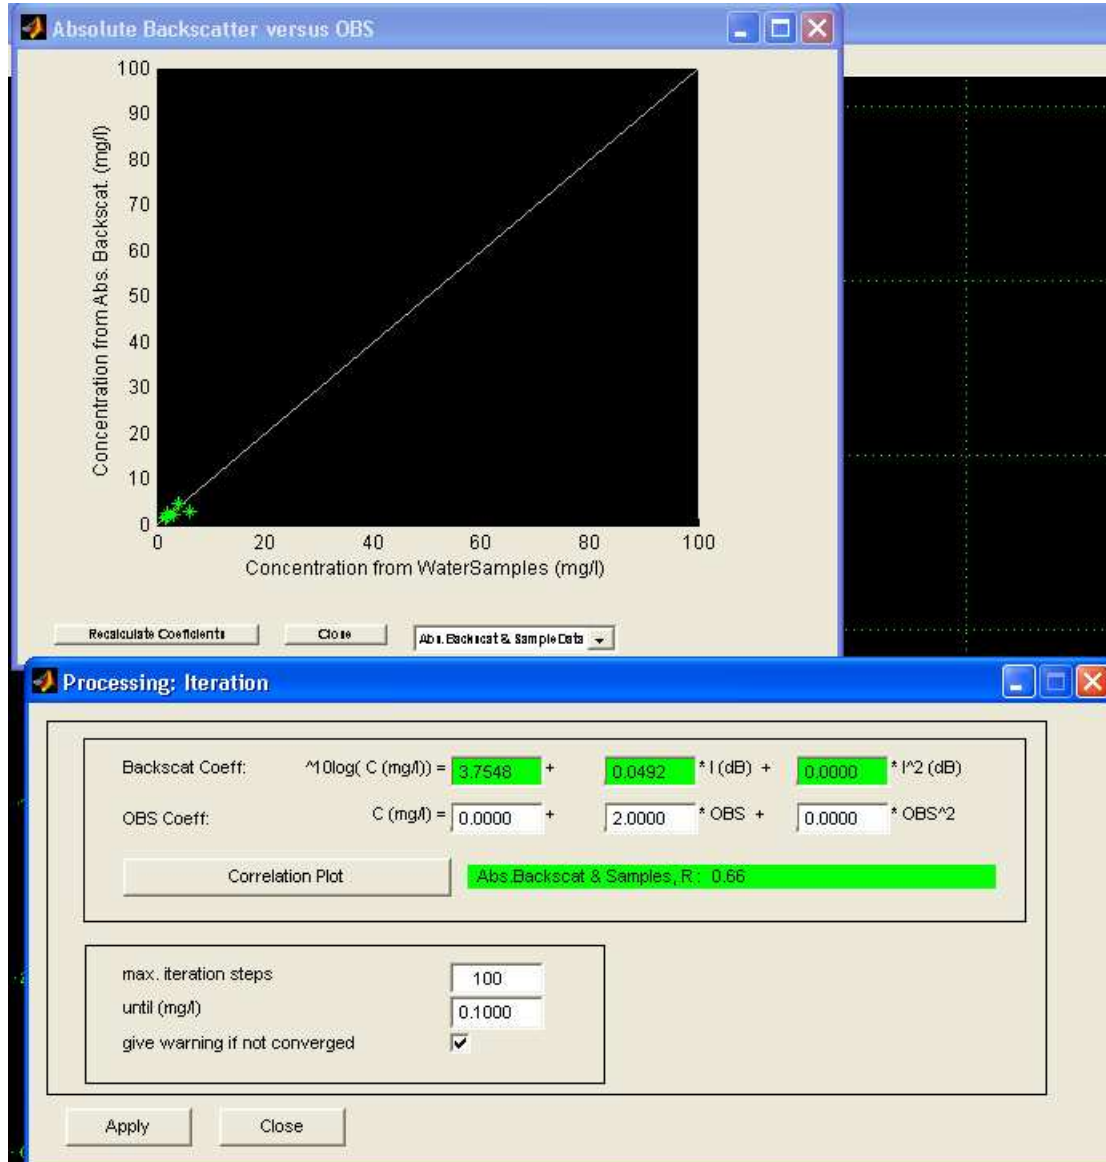 Absolute Backscatter versus OBS
100
90
80
70
60
50
40
30
20
10
0
Concentration from Abs. Backscat. (mg/l)
0 20 40 60 80 100
Concentration from WaterSamples (mg/l)
Recalculate Coeficients Close Abs.Backscat & Sample Data
Processing: Iteration
Backscat Coeff: ^10log( C (mg/l)) = 3.7548 + 0.0492 * I (dB) + 0.0000 * I^2 (dB)
OBS Coeff: C (mg/l) = 0.0000 + 2.0000 * OBS + 0.0000 * OBS^2
Correlation Plot Abs.Backscat & Samples, R : 0.66
max. iteration steps 100
until (mg/l) 0.1000
give warning if not converged
Apply Close